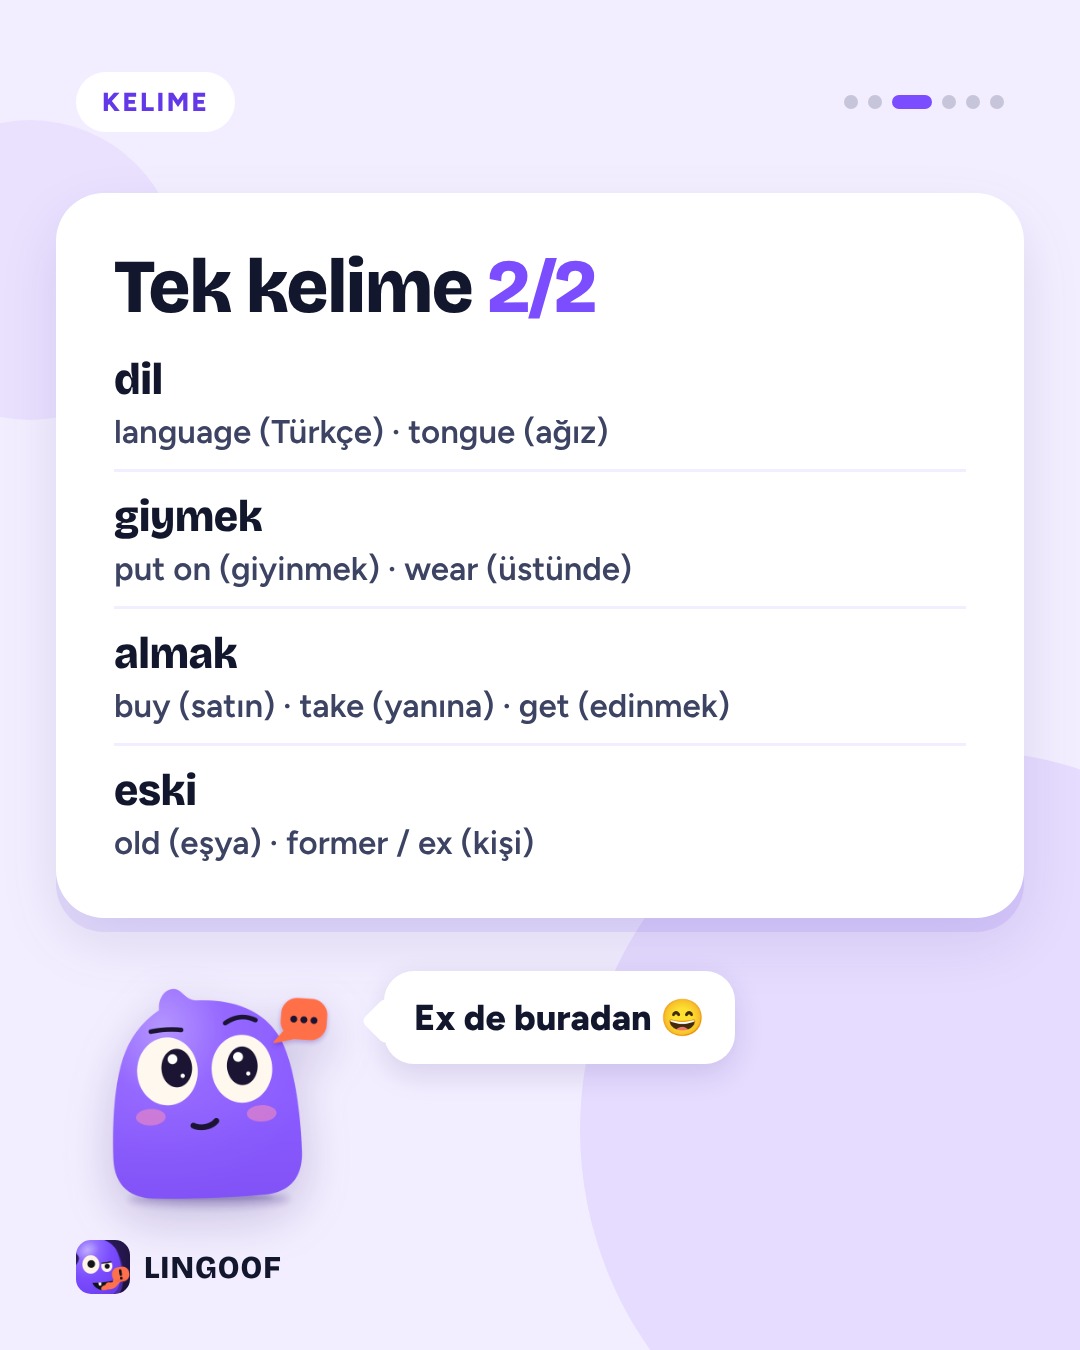 KELIME
Tek kelime 2/2
dil
language (Türkçe) · tongue (ağız)
giymek
put on (giyinmek) · wear (üstünde)
almak
buy (satın) · take (yanına) · get (edinmek)
eski
old (eşya) · former / ex (kişi)
Ex de buradan 😄
LINGOOF